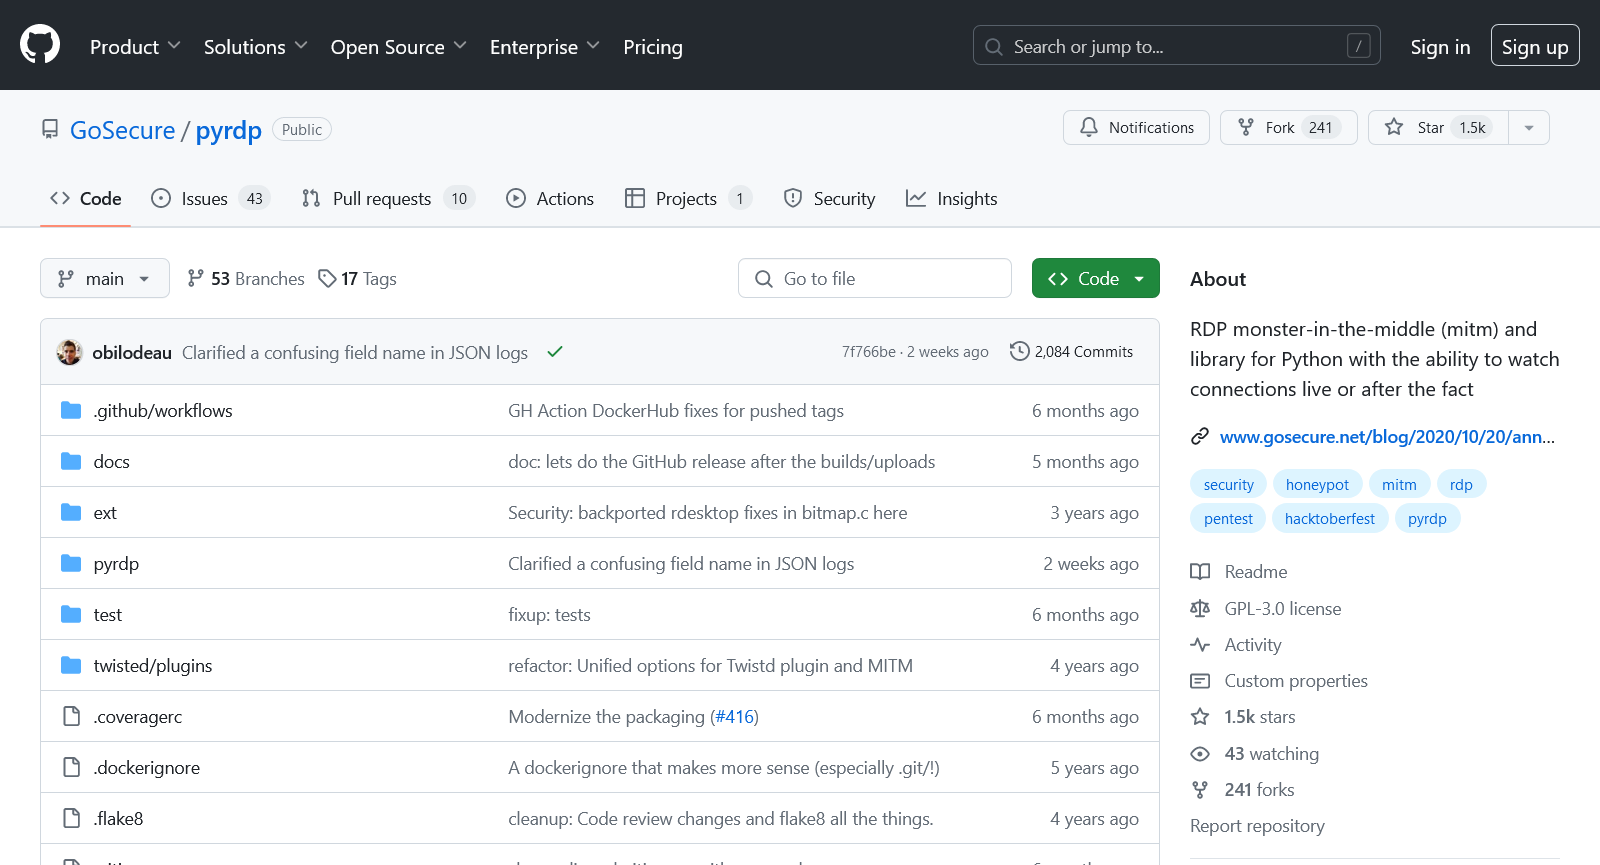 Product Solutions Open Source Enterprise Pricing Search or jump to... / Sign in Sign up
GoSecure / pyrdp Public Notifications Fork 241 Star 1.5k
Code Issues 43 Pull requests 10 Actions Projects 1 Security Insights
main 53 Branches 17 Tags Go to file Code
obilodeau Clarified a confusing field name in JSON logs 7f766be · 2 weeks ago 2,084 Commits
.github/workflows GH Action DockerHub fixes for pushed tags 6 months ago
docs doc: lets do the GitHub release after the builds/uploads 5 months ago
ext Security: backported rdesktop fixes in bitmap.c here 3 years ago
pyrdp Clarified a confusing field name in JSON logs 2 weeks ago
test fixup: tests 6 months ago
twisted/plugins refactor: Unified options for Twistd plugin and MITM 4 years ago
.coveragerc Modernize the packaging (#416) 6 months ago
.dockerignore A dockerignore that makes more sense (especially .git/!) 5 years ago
.flake8 cleanup: Code review changes and flake8 all the things. 4 years ago
About
RDP monster-in-the-middle (mitm) and
library for Python with the ability to watch
connections live or after the fact
www.gosecure.net/blog/2020/10/20/ann...
security honeypot mitm rdp
pentest hacktoberfest pyrdp
Readme
GPL-3.0 license
Activity
Custom properties
1.5k stars
43 watching
241 forks
Report repository